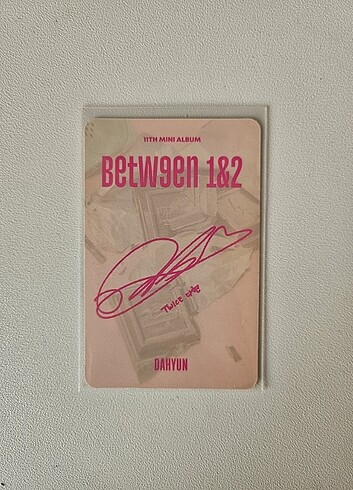 11TH MINI ALBUM
BetW9eN 1&2
TWICE 다현
DAHYUN